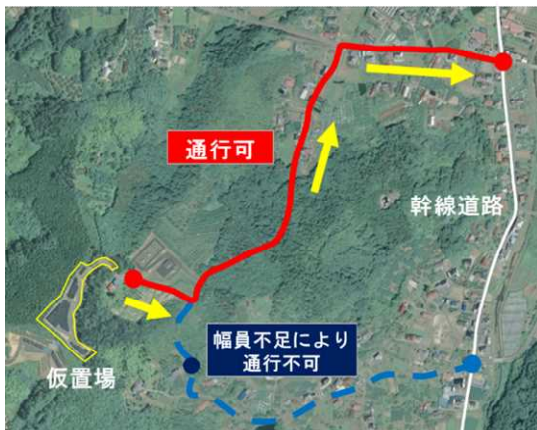 通行可
幹線道路
幅員不足により
通行不可
仮置場